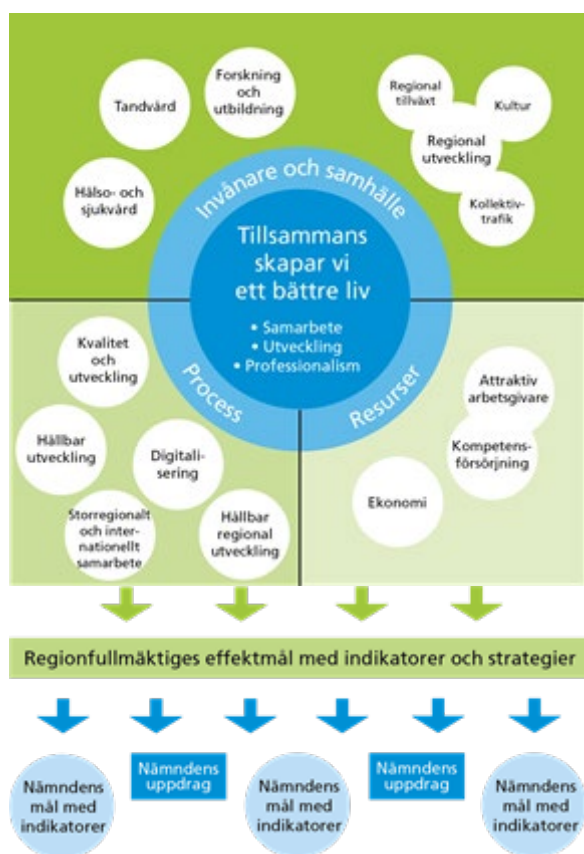 Forskning
och
utbildning
Tandvård
Hälso- och
sjukvård
Regional
tillväxt
Kultur
Regional
utveckling
Kollektiv-
trafik
Invånare och samhälle
Tillsammans
skapar vi
ett bättre liv
• Samarbete
• Utveckling
• Professionalism
Process
Resurser
Kvalitet
och
utveckling
Hållbar
utveckling
Digitali-
sering
Storregionalt
och inter-
nationellt
samarbete
Hållbar
regional
utveckling
Attraktiv
arbetsgivare
Kompetens-
försörjning
Ekonomi
Regionfullmäktiges effektmål med indikatorer och strategier
Nämndens
mål med
indikatorer
Nämndens
uppdrag
Nämndens
mål med
indikatorer
Nämndens
uppdrag
Nämndens
mål med
indikatorer